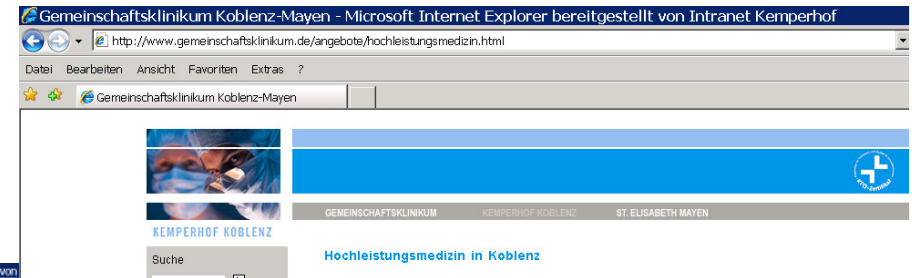 Gemeinschaftsklinikum Koblenz-Mayen - Microsoft Internet Explorer bereitgestellt von Intranet Kemperhof
http://www.gemeinschaftsklinikum.de/angebote/hochleistungsmedizin.html
Datei Bearbeiten Ansicht Favoriten Extras ?
Gemeinschaftsklinikum Koblenz-Mayen
KTQ-Zertifikat
GEMEINSCHAFTSKLINIKUM KEMPERHOF KOBLENZ ST. ELISABETH MAYEN
KEMPERHOF KOBLENZ
Hochleistungsmedizin in Koblenz
Suche
von